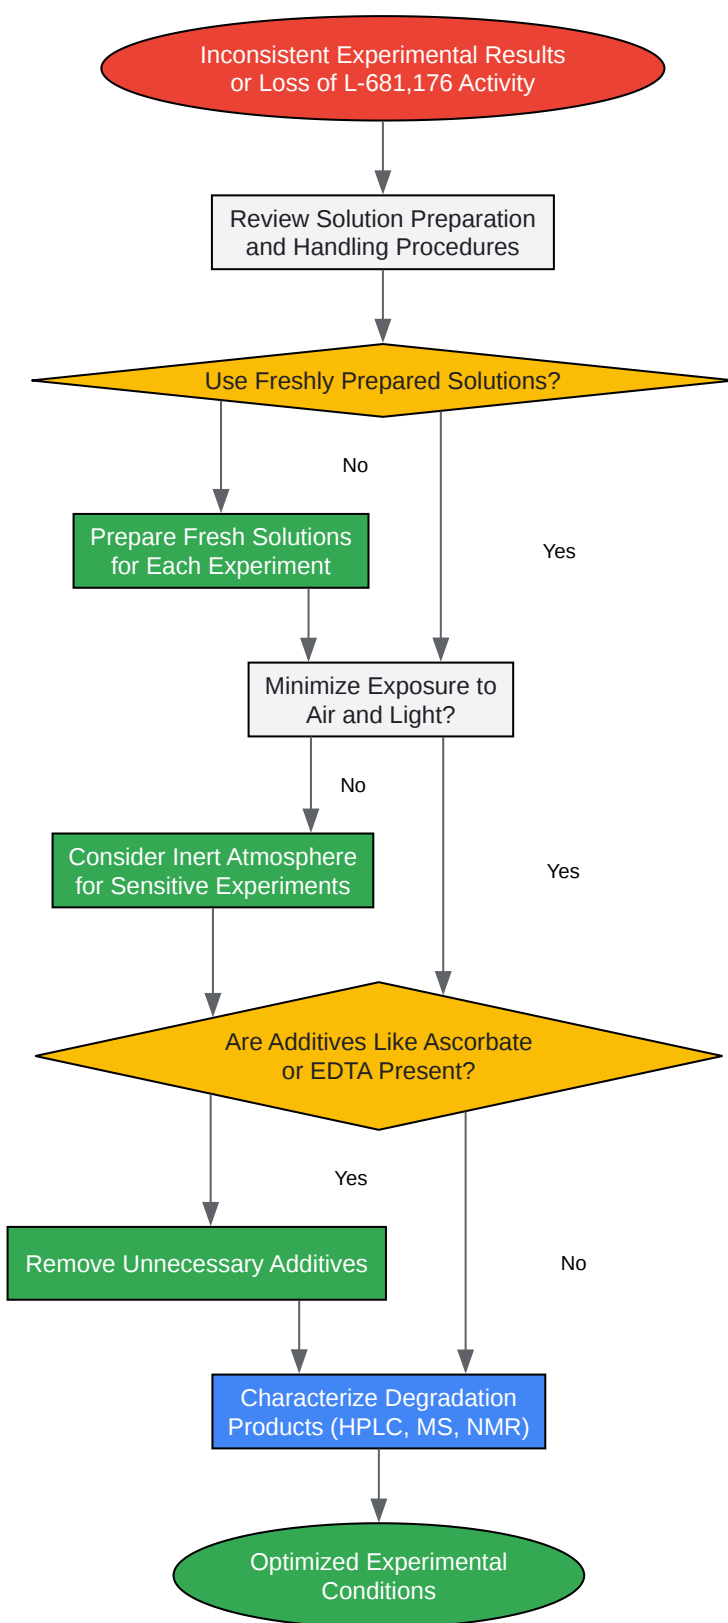 Inconsistent Experimental Results
or Loss of L-681,176 Activity
Review Solution Preparation
and Handling Procedures
Use Freshly Prepared Solutions?
No
Prepare Fresh Solutions
for Each Experiment
Yes
Minimize Exposure to
Air and Light?
No
Consider Inert Atmosphere
for Sensitive Experiments
Yes
Are Additives Like Ascorbate
or EDTA Present?
Yes
Remove Unnecessary Additives
No
Characterize Degradation
Products (HPLC, MS, NMR)
Optimized Experimental
Conditions